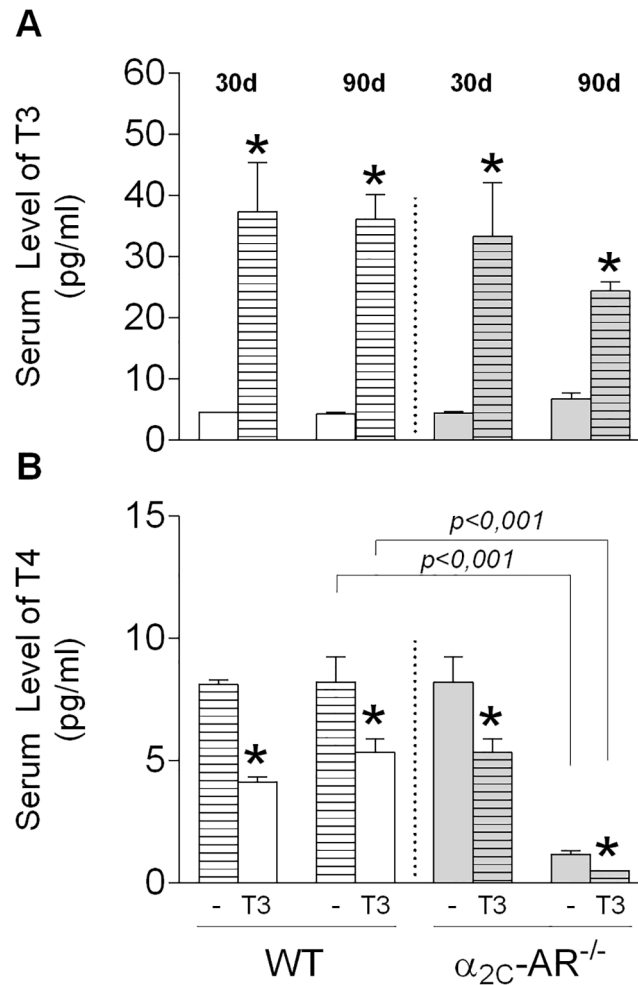 A
Serum Level of T3
(pg/ml)
60
50
40
30
20
10
0
30d 90d 30d 90d
* * * *
B
Serum Level of T4
(pg/ml)
15
10
5
0
p<0,001
p<0,001
* * * *
- T3 - T3 - T3 - T3
WT α2C-AR-/-